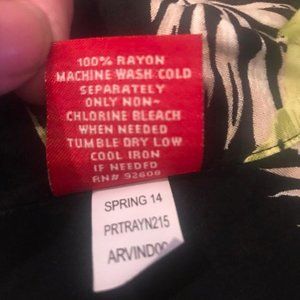 100% RAYON
MACHINE WASH COLD
SEPARATELY
ONLY NON-
CHLORINE BLEACH
WHEN NEEDED
TUMBLE DRY LOW
COOL IRON
IF NEEDED
RN# 92608
SPRING 14
PRTRAYN215